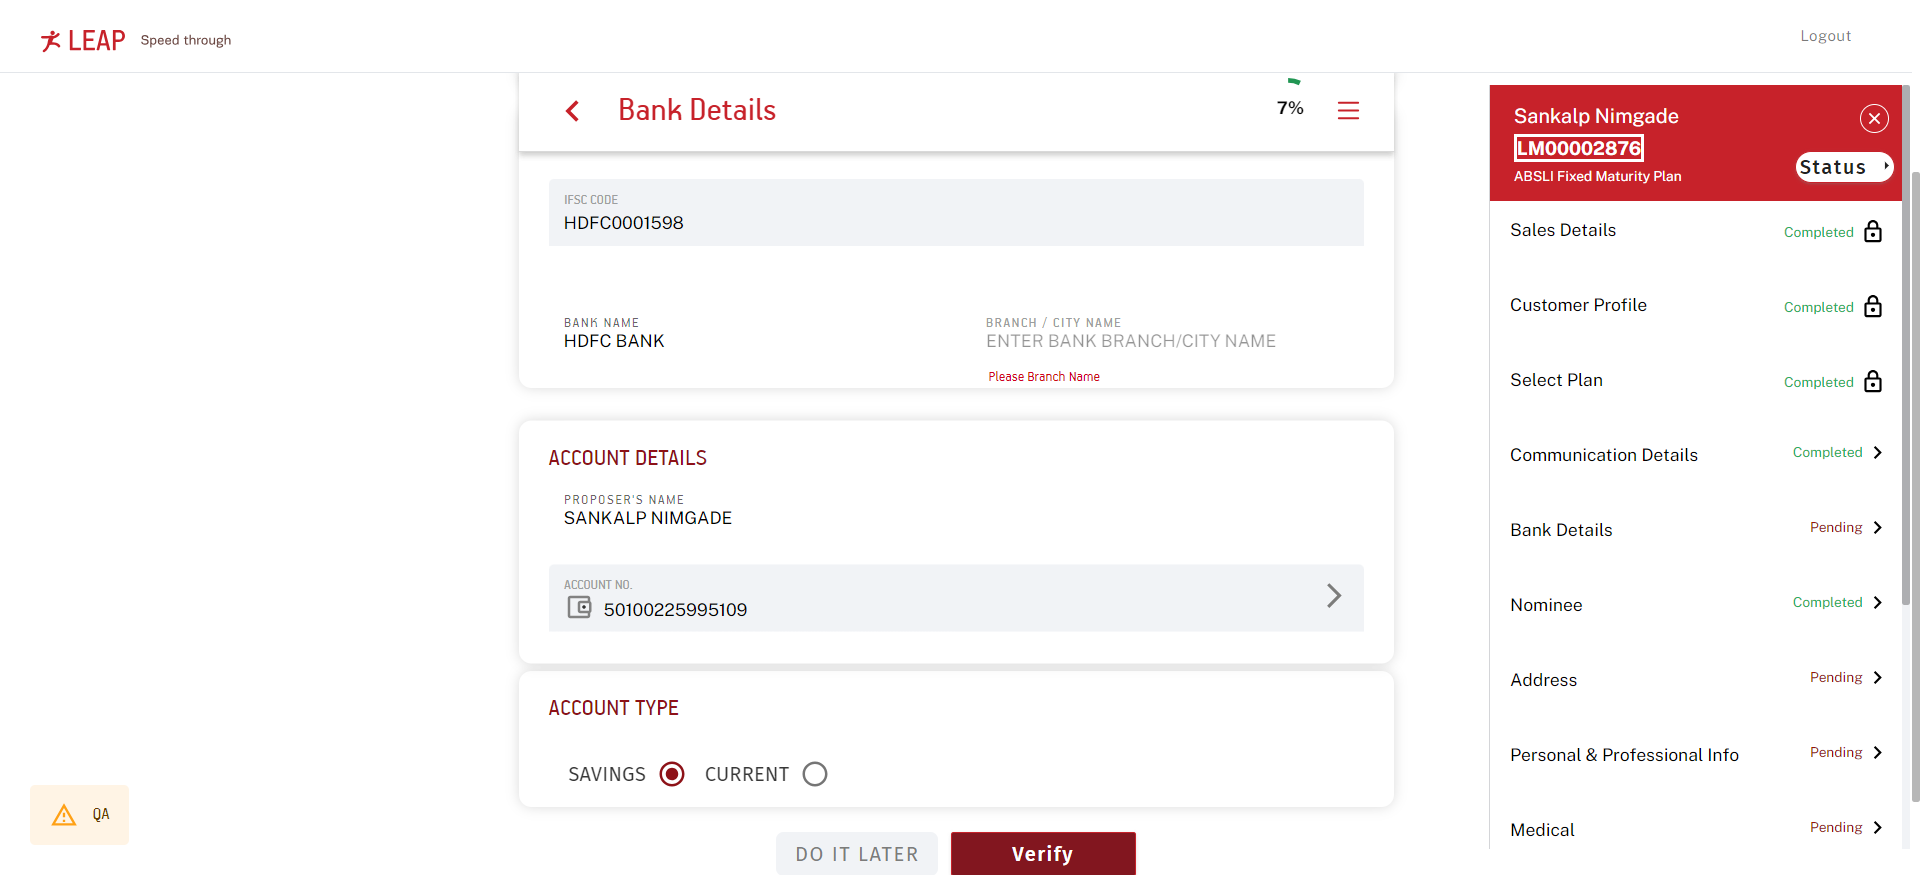 LEAP Speed through
Logout
Bank Details
7%
IFSC CODE
HDFC0001598
BANK NAME
HDFC BANK
BRANCH / CITY NAME
ENTER BANK BRANCH/CITY NAME
Please Branch Name
ACCOUNT DETAILS
PROPOSER'S NAME
SANKALP NIMGADE
ACCOUNT NO.
50100225995109
ACCOUNT TYPE
SAVINGS CURRENT
DO IT LATER Verify
QA
Sankalp Nimgade
LM00002876
Status
ABSLI Fixed Maturity Plan
Sales Details Completed
Customer Profile Completed
Select Plan Completed
Communication Details Completed
Bank Details Pending
Nominee Completed
Address Pending
Personal & Professional Info Pending
Medical Pending